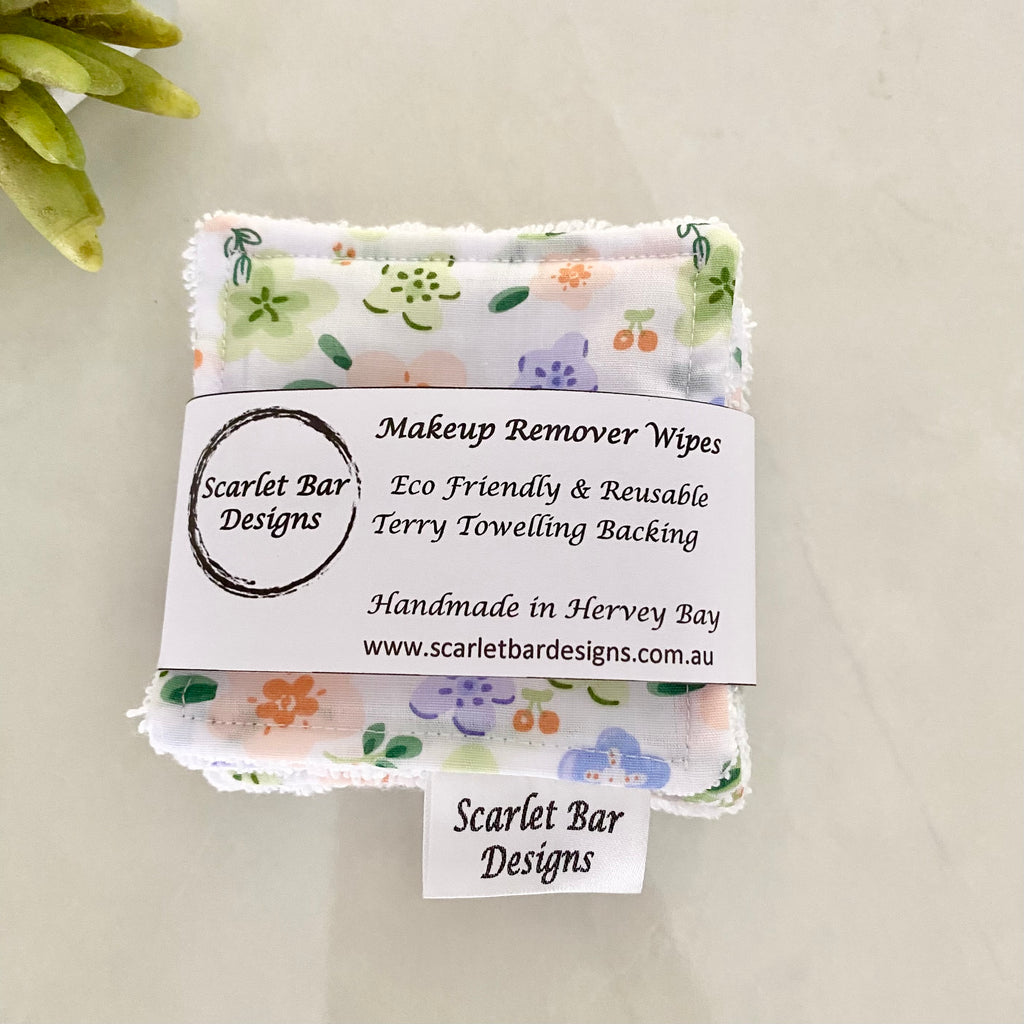 Scarlet Bar
Designs
Makeup Remover Wipes
Eco Friendly & Reusable
Terry Towelling Backing
Handmade in Hervey Bay
www.scarletbardesigns.com.au
Scarlet Bar
Designs